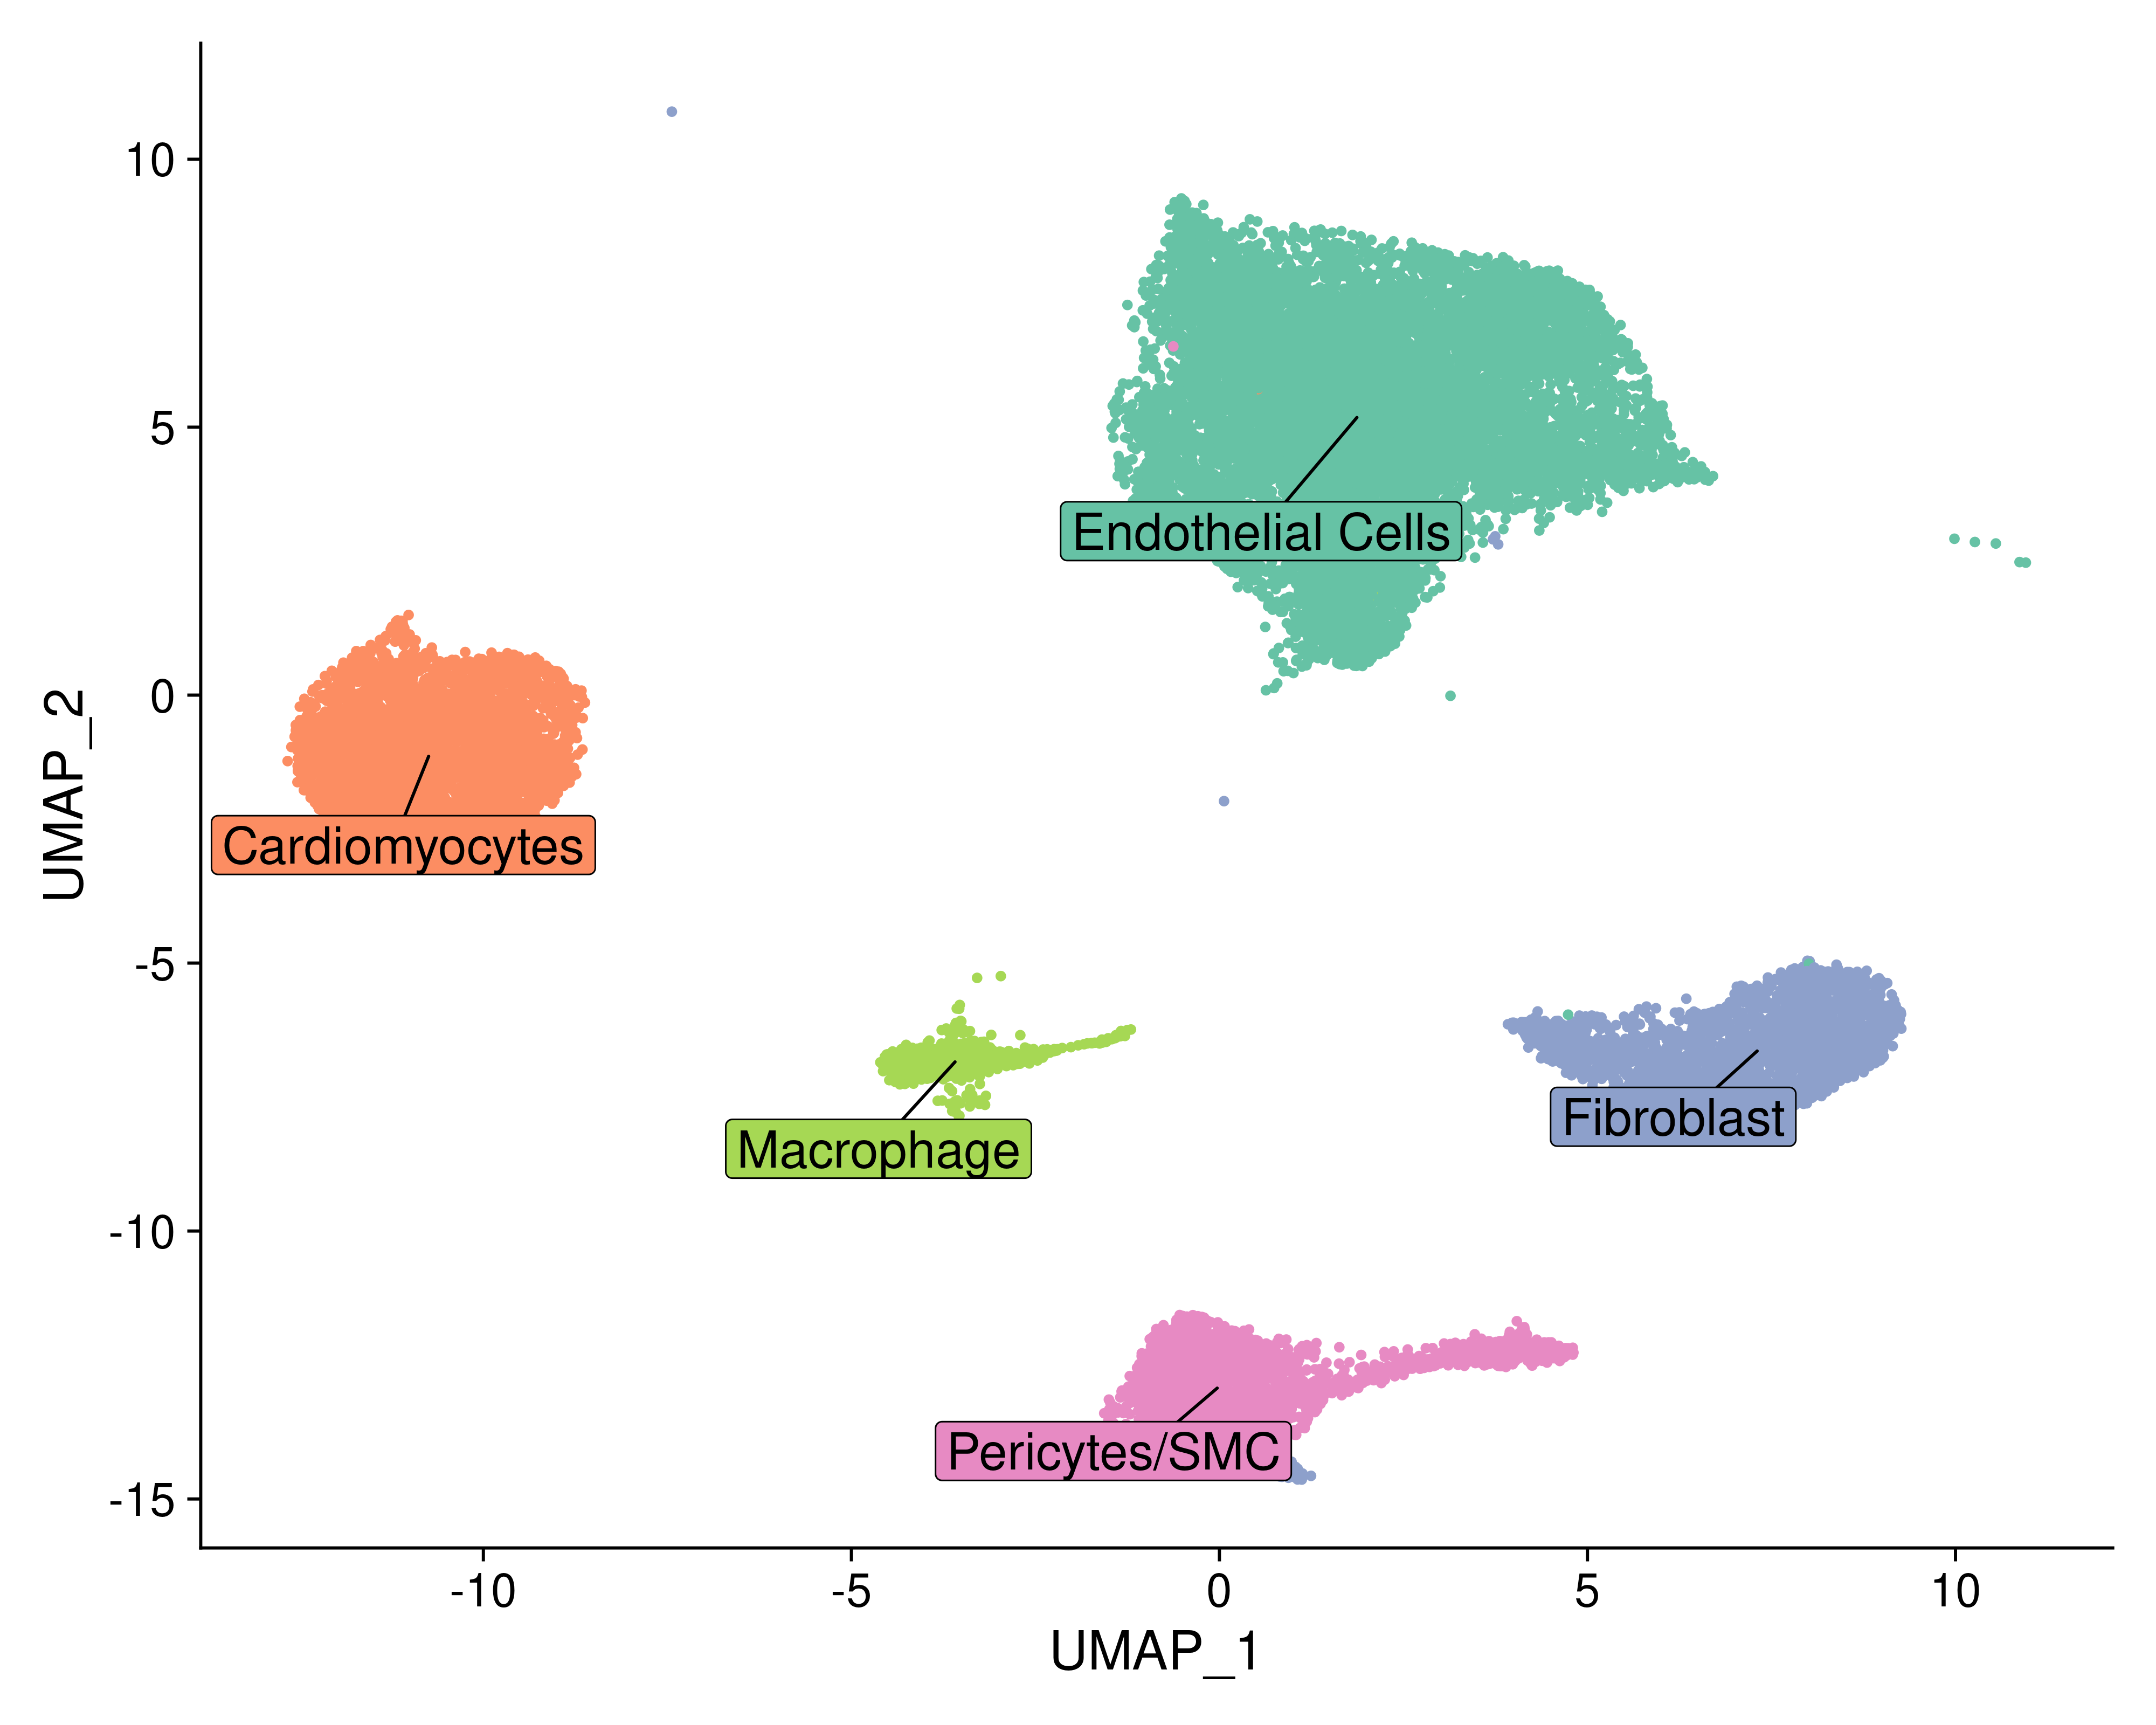 10
5
0
-5
-10
-15
UMAP_2
Endothelial Cells
Cardiomyocytes
Macrophage
Fibroblast
Pericytes/SMC
-10
-5
0
5
10
UMAP_1